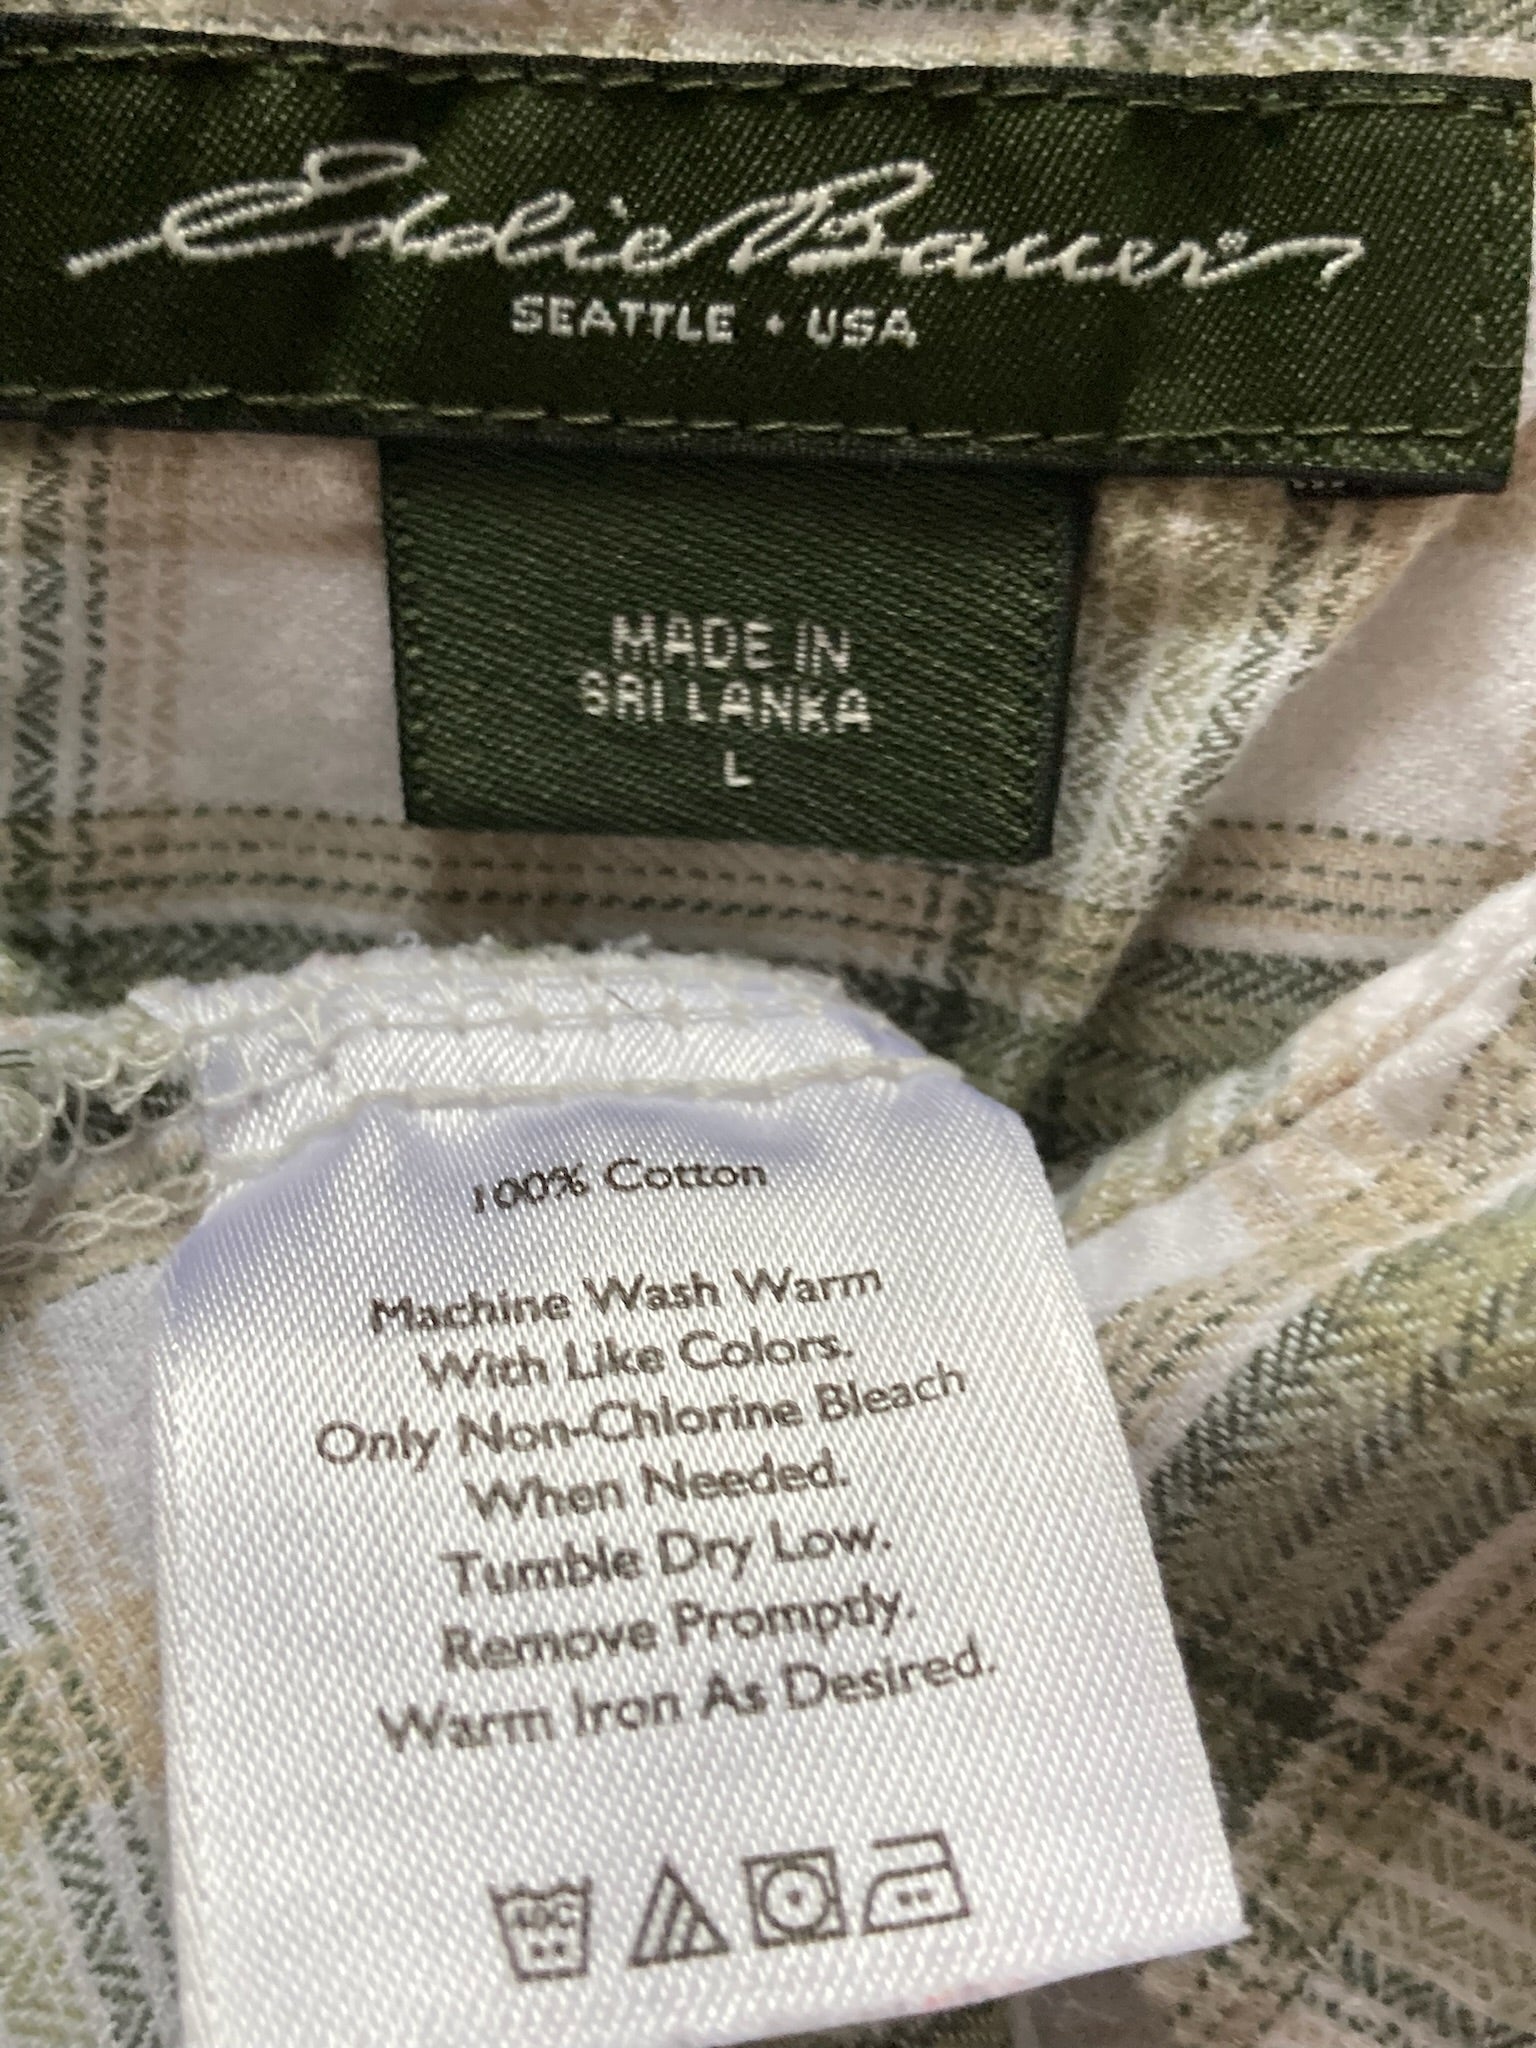 Eddie Bauer®
SEATTLE • USA
MADE IN
SRI LANKA
L
100% Cotton
Machine Wash Warm
With Like Colors.
Only Non-Chlorine Bleach
When Needed.
Tumble Dry Low.
Remove Promptly.
Warm Iron As Desired.
40C